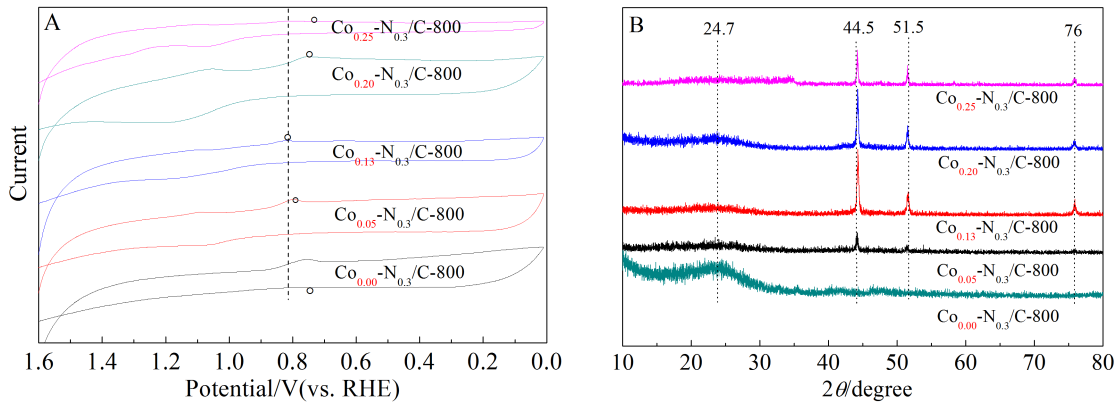 A
Co0.25-N0.3/C-800
Co0.20-N0.3/C-800
Co0.13-N0.3/C-800
Co0.05-N0.3/C-800
Co0.00-N0.3/C-800
Current
1.6 1.4 1.2 1.0 0.8 0.6 0.4 0.2 0.0
Potential/V(vs. RHE)
B
24.7 44.5 51.5 76
Co0.25-N0.3/C-800
Co0.20-N0.3/C-800
Co0.13-N0.3/C-800
Co0.05-N0.3/C-800
Co0.00-N0.3/C-800
10 20 30 40 50 60 70 80
2θ/degree